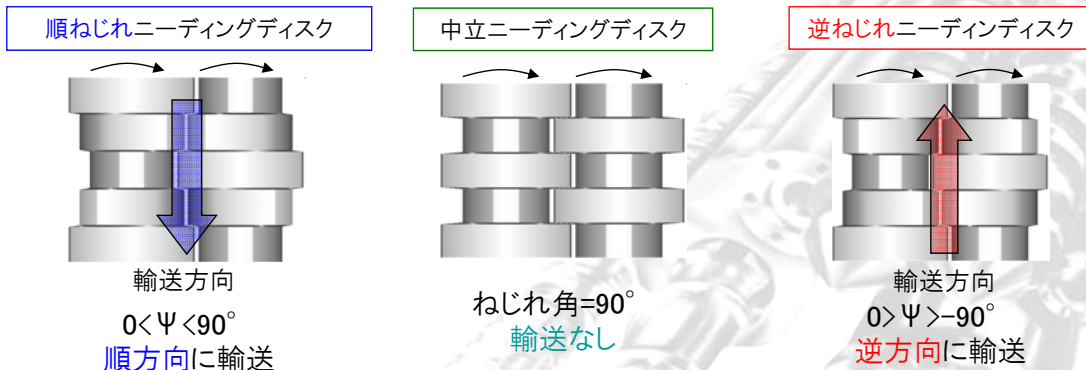 順ねじれニーディングディスク
中立ニーディングディスク
逆ねじれニーディンディスク
輸送方向
0<Ψ<90°
順方向に輸送
ねじれ角=90°
輸送なし
輸送方向
0>Ψ>-90°
逆方向に輸送